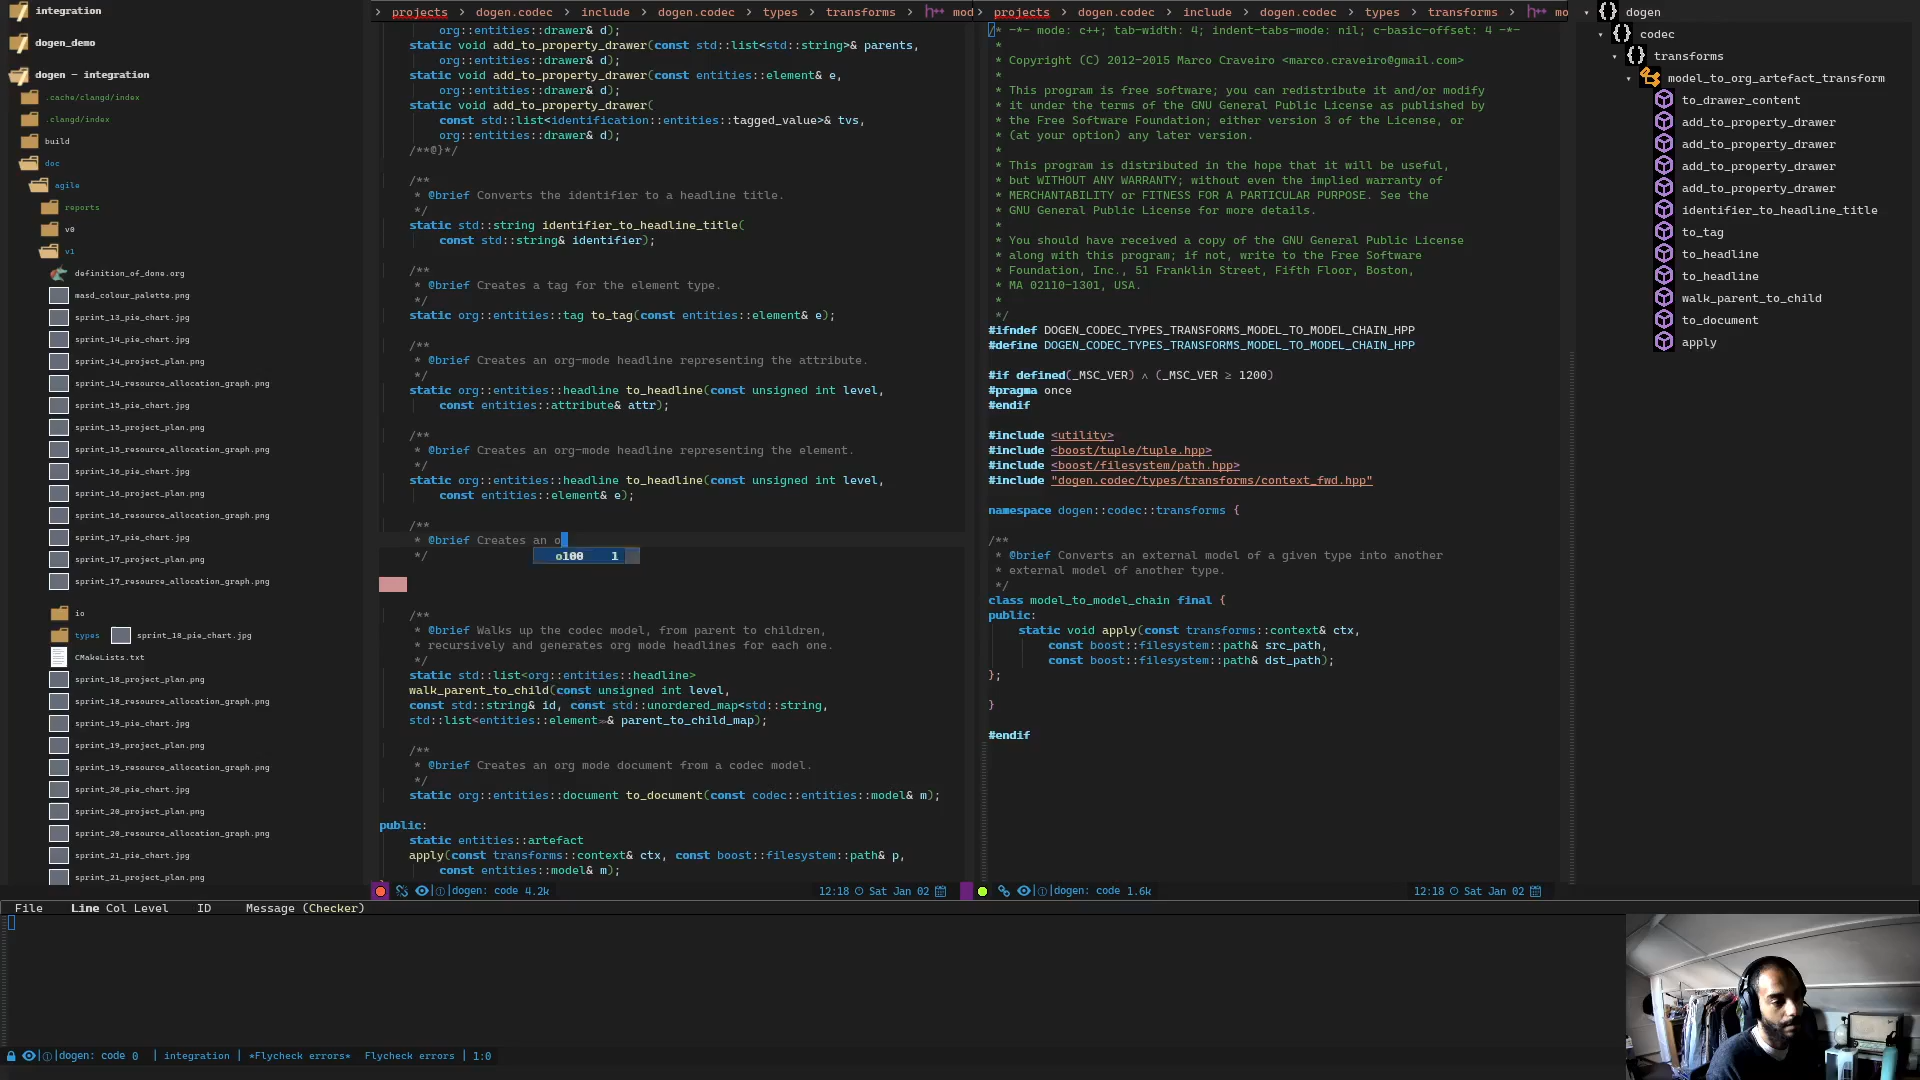 integration
dogen_demo
dogen – integration
.cache/clangd/index
.clangd/index
build
doc
agile
reports
v0
v1
definition_of_done.org
masd_colour_palette.png
sprint_13_pie_chart.jpg
sprint_14_pie_chart.jpg
sprint_14_project_plan.png
sprint_14_resource_allocation_graph.png
sprint_15_pie_chart.jpg
sprint_15_project_plan.png
sprint_15_resource_allocation_graph.png
sprint_16_pie_chart.jpg
sprint_16_project_plan.png
sprint_16_resource_allocation_graph.png
sprint_17_pie_chart.jpg
sprint_17_project_plan.png
sprint_17_resource_allocation_graph.png
io
types sprint_18_pie_chart.jpg
CMakeLists.txt
sprint_18_project_plan.png
sprint_18_resource_allocation_graph.png
sprint_19_pie_chart.jpg
sprint_19_project_plan.png
sprint_19_resource_allocation_graph.png
sprint_20_pie_chart.jpg
sprint_20_project_plan.png
sprint_20_resource_allocation_graph.png
sprint_21_pie_chart.jpg
sprint_21_project_plan.png
> projects > dogen.codec > include > dogen.codec > types > transforms > h++ mod
org::entities::drawer& d);
static void add_to_property_drawer(const std::list<std::string>& parents,
org::entities::drawer& d);
static void add_to_property_drawer(const entities::element& e,
org::entities::drawer& d);
static void add_to_property_drawer(
const std::list<identification::entities::tagged_value>& tvs,
org::entities::drawer& d);
/**@}*/
/**
* @brief Converts the identifier to a headline title.
*/
static std::string identifier_to_headline_title(
const std::string& identifier);
/**
* @brief Creates a tag for the element type.
*/
static org::entities::tag to_tag(const entities::element& e);
/**
* @brief Creates an org-mode headline representing the attribute.
*/
static org::entities::headline to_headline(const unsigned int level,
const entities::attribute& attr);
/**
* @brief Creates an org-mode headline representing the element.
*/
static org::entities::headline to_headline(const unsigned int level,
const entities::element& e);
/**
* @brief Creates an o
*/ o100 1
/**
* @brief Walks up the codec model, from parent to children,
* recursively and generates org mode headlines for each one.
*/
static std::list<org::entities::headline>
walk_parent_to_child(const unsigned int level,
const std::string& id, const std::unordered_map<std::string,
std::list<entities::element>>& parent_to_child_map);
/**
* @brief Creates an org mode document from a codec model.
*/
static org::entities::document to_document(const codec::entities::model& m);
public:
static entities::artefact
apply(const transforms::context& ctx, const boost::filesystem::path& p,
const entities::model& m);
dogen: code 4.2k 12:18 Sat Jan 02
> projects > dogen.codec > include > dogen.codec > types > transforms > h++ mo
/* -*- mode: c++; tab-width: 4; indent-tabs-mode: nil; c-basic-offset: 4 -*-
*
* Copyright (C) 2012-2015 Marco Craveiro <marco.craveiro@gmail.com>
*
* This program is free software; you can redistribute it and/or modify
* it under the terms of the GNU General Public License as published by
* the Free Software Foundation; either version 3 of the License, or
* (at your option) any later version.
*
* This program is distributed in the hope that it will be useful,
* but WITHOUT ANY WARRANTY; without even the implied warranty of
* MERCHANTABILITY or FITNESS FOR A PARTICULAR PURPOSE. See the
* GNU General Public License for more details.
*
* You should have received a copy of the GNU General Public License
* along with this program; if not, write to the Free Software
* Foundation, Inc., 51 Franklin Street, Fifth Floor, Boston,
* MA 02110-1301, USA.
*
*/
#ifndef DOGEN_CODEC_TYPES_TRANSFORMS_MODEL_TO_MODEL_CHAIN_HPP
#define DOGEN_CODEC_TYPES_TRANSFORMS_MODEL_TO_MODEL_CHAIN_HPP
#if defined(_MSC_VER) ∧ (_MSC_VER ≥ 1200)
#pragma once
#endif
#include <utility>
#include <boost/tuple/tuple.hpp>
#include <boost/filesystem/path.hpp>
#include "dogen.codec/types/transforms/context_fwd.hpp"
namespace dogen::codec::transforms {
/**
* @brief Converts an external model of a given type into another
* external model of another type.
*/
class model_to_model_chain final {
public:
static void apply(const transforms::context& ctx,
const boost::filesystem::path& src_path,
const boost::filesystem::path& dst_path);
};
}
#endif
dogen: code 1.6k 12:18 Sat Jan 02
{} dogen
{} codec
{} transforms
model_to_org_artefact_transform
to_drawer_content
add_to_property_drawer
add_to_property_drawer
add_to_property_drawer
add_to_property_drawer
identifier_to_headline_title
to_tag
to_headline
to_headline
walk_parent_to_child
to_document
apply
File Line Col Level ID Message (Checker)
dogen: code 0 | integration | *Flycheck errors* Flycheck errors | 1:0